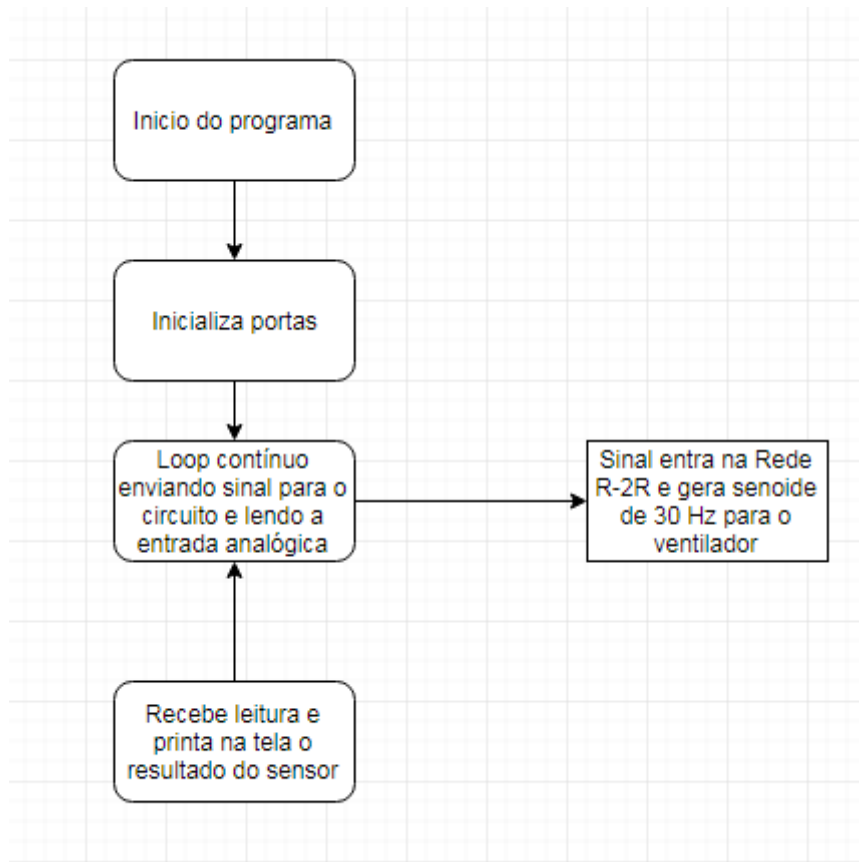 Inicio do programa
Inicializa portas
Loop contínuo
enviando sinal para o
circuito e lendo a
entrada analógica
Sinal entra na Rede
R-2R e gera senoide
de 30 Hz para o
ventilador
Recebe leitura e
printa na tela o
resultado do sensor